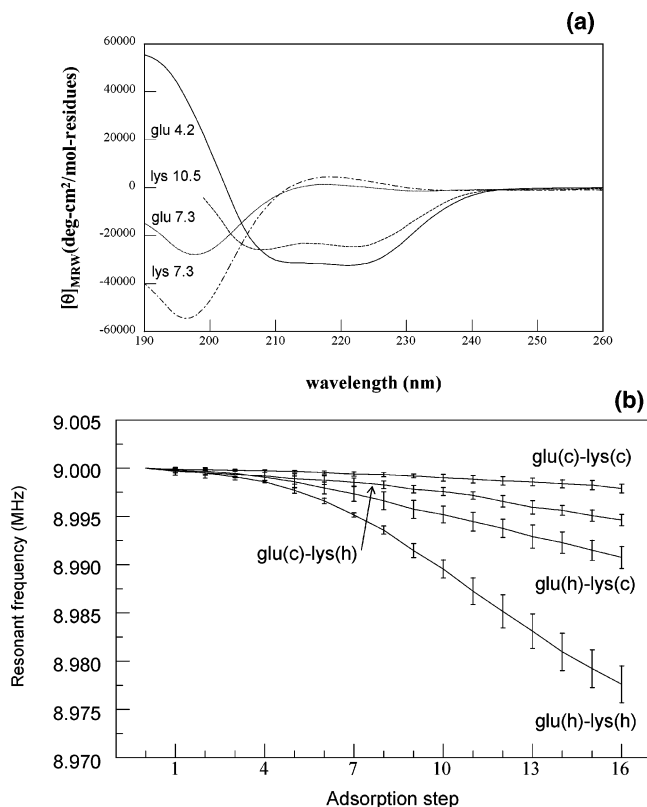 (a)
60000
40000
20000
0
-20000
-40000
-60000
[θ]MRW(deg-cm²/mol-residues)
glu 4.2
lys 10.5
glu 7.3
lys 7.3
190 200 210 220 230 240 250 260
wavelength (nm)
(b)
9.005
9.000
8.995
8.990
8.985
8.980
8.975
8.970
Resonant frequency (MHz)
glu(c)-lys(c)
glu(c)-lys(h)
glu(h)-lys(c)
glu(h)-lys(h)
1 4 7 10 13 16
Adsorption step